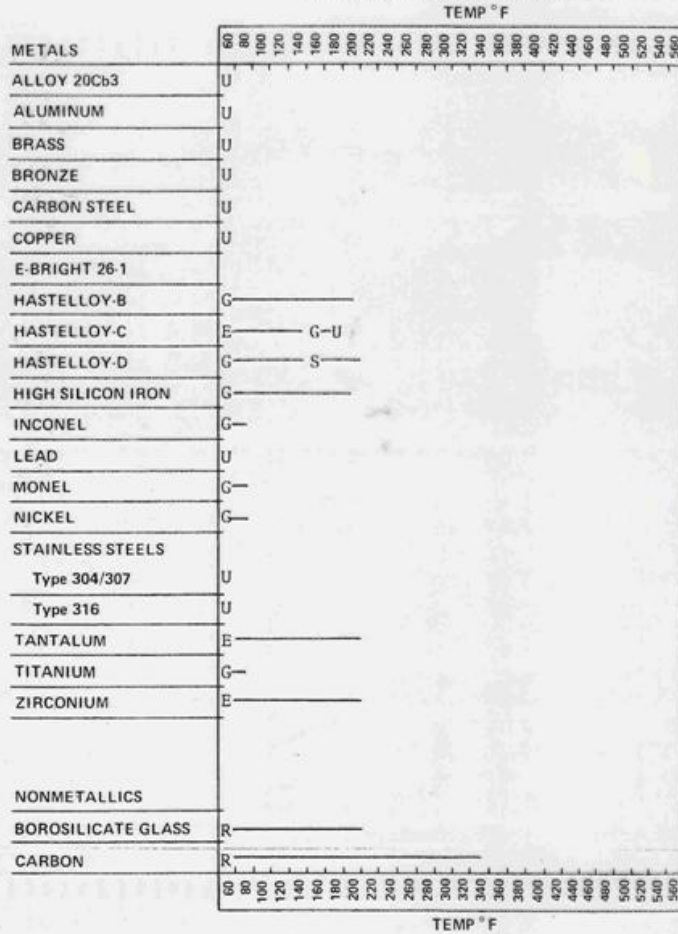 TEMP °F
METALS 60 80 100 120 140 160 180 200 220 240 260 280 300 320 340 360 380 400 420 440 460 480 500 520 540 560
ALLOY 20Cb3 U
ALUMINUM U
BRASS U
BRONZE U
CARBON STEEL U
COPPER U
E-BRIGHT 26-1
HASTELLOY-B G
HASTELLOY-C E G-U
HASTELLOY-D G S
HIGH SILICON IRON G
INCONEL G
LEAD U
MONEL G
NICKEL G
STAINLESS STEELS
Type 304/307 U
Type 316 U
TANTALUM E
TITANIUM G
ZIRCONIUM E
NONMETALLICS
BOROSILICATE GLASS R
CARBON R
60 80 100 120 140 160 180 200 220 240 260 280 300 320 340 360 380 400 420 440 460 480 500 520 540 560
TEMP °F